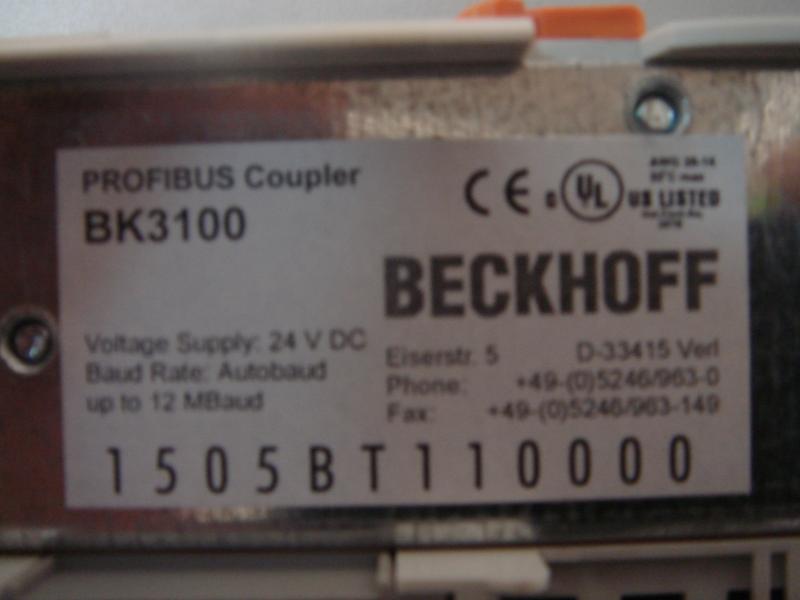 PROFIBUS Coupler
BK3100
CE
c UL US LISTED
BECKHOFF
Voltage Supply: 24 V DC
Baud Rate: Autobaud
up to 12 MBaud
Eiserstr. 5 D-33415 Verl
Phone: +49-(0)5246/963-0
Fax: +49-(0)5246/963-149
1505BT110000